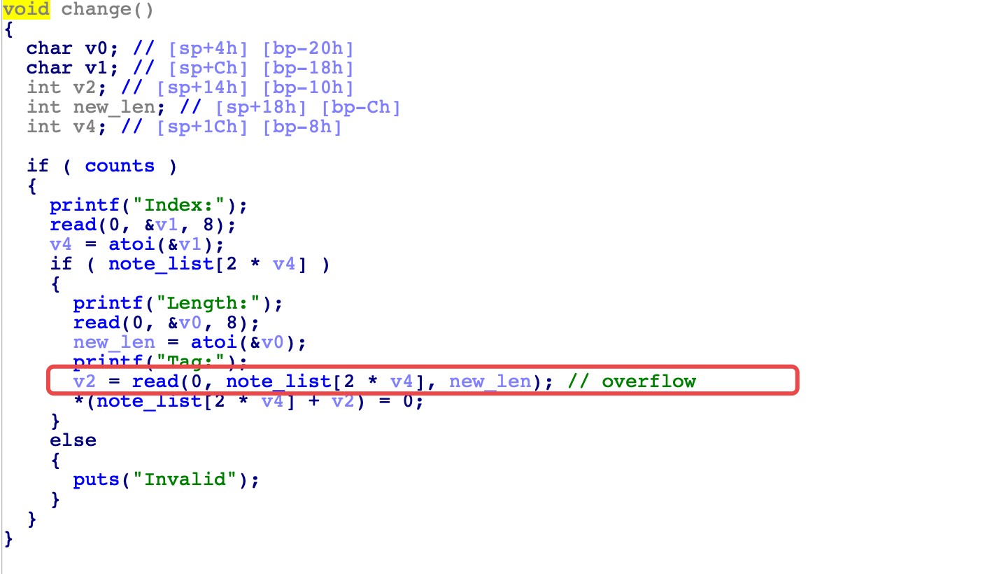 void change()
{
  char v0; // [sp+4h] [bp-20h]
  char v1; // [sp+Ch] [bp-18h]
  int v2; // [sp+14h] [bp-10h]
  int new_len; // [sp+18h] [bp-Ch]
  int v4; // [sp+1Ch] [bp-8h]

  if ( counts )
  {
    printf("Index:");
    read(0, &v1, 8);
    v4 = atoi(&v1);
    if ( note_list[2 * v4] )
    {
      printf("Length:");
      read(0, &v0, 8);
      new_len = atoi(&v0);
      printf("Tag:");
      v2 = read(0, note_list[2 * v4], new_len); // overflow
      *(note_list[2 * v4] + v2) = 0;
    }
    else
    {
      puts("Invalid");
    }
  }
}